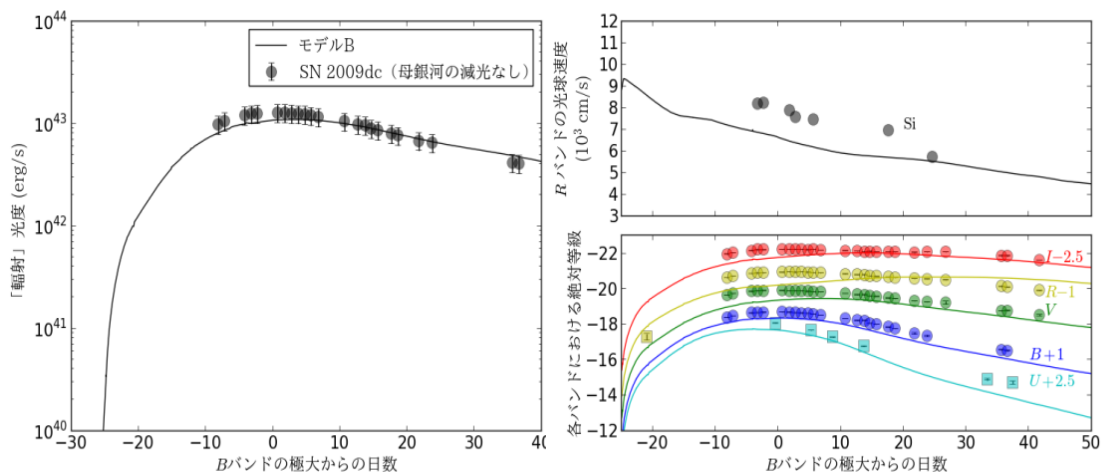 10^44
10^43
10^42
10^41
10^40
「輻射」光度 (erg/s)
モデルB
SN 2009dc（母銀河の減光なし）
−30 −20 −10 0 10 20 30 40
Bバンドの極大からの日数
12
11
10
9
8
7
6
5
4
3
R バンドの光球速度
(10^3 cm/s)
Si
−22
−20
−18
−16
−14
−12
各バンドにおける絶対等級
I−2.5
R−1
V
B+1
U+2.5
−20 −10 0 10 20 30 40 50
Bバンドの極大からの日数